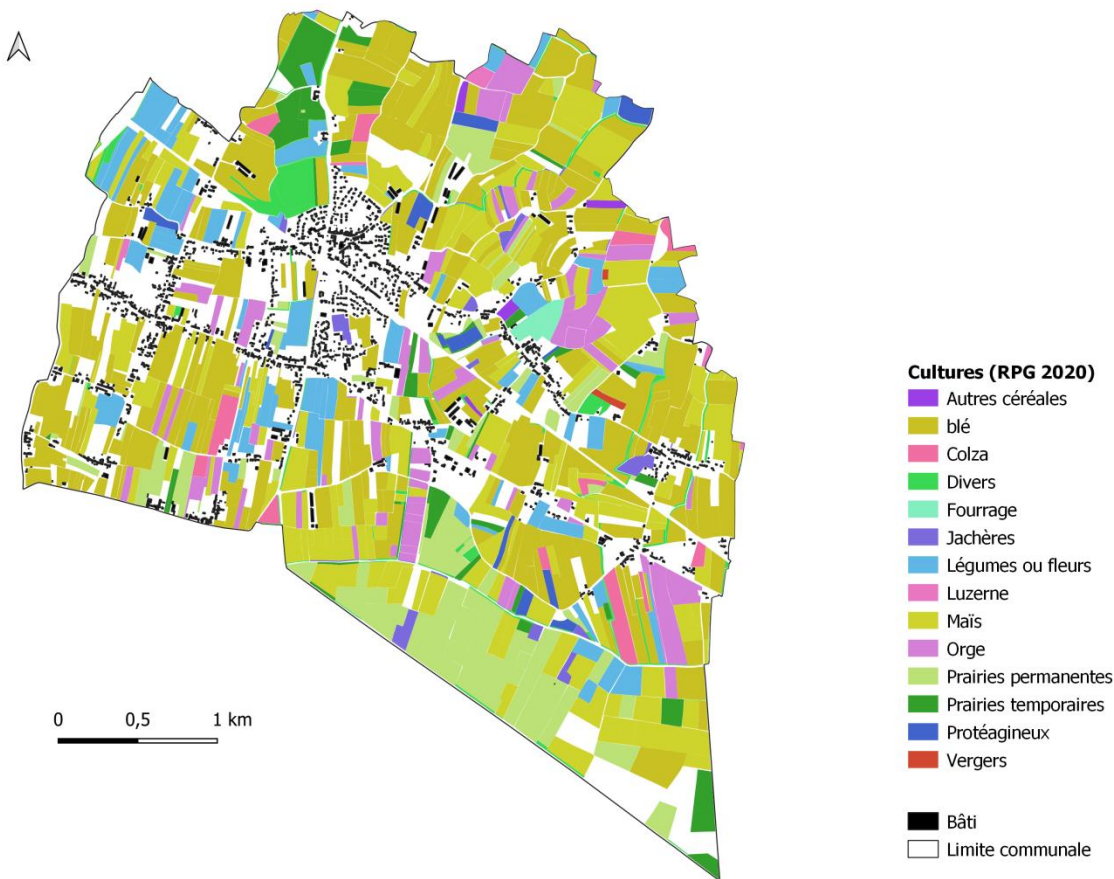 Cultures (RPG 2020)
Autres céréales
blé
Colza
Divers
Fourrage
Jachères
Légumes ou fleurs
Luzerne
Maïs
Orge
Prairies permanentes
Prairies temporaires
Protéagineux
Vergers
Bâti
Limite communale
0 0,5 1 km